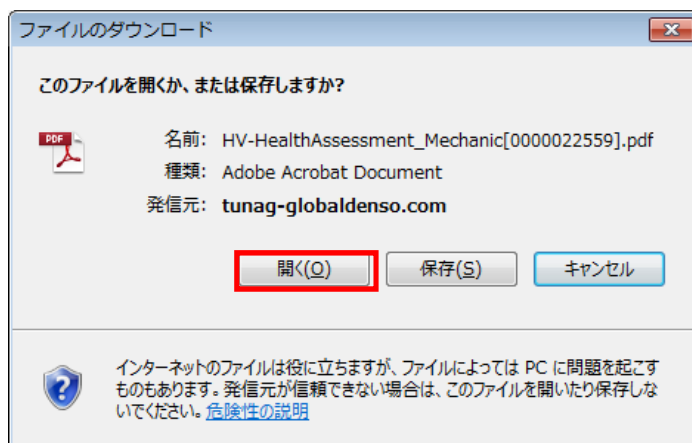 ファイルのダウンロード
このファイルを開くか、または保存しますか?
PDF
名前: HV-HealthAssessment_Mechanic[0000022559].pdf
種類: Adobe Acrobat Document
発信元: tunag-globaldenso.com
開く(O) 保存(S) キャンセル
インターネットのファイルは役に立ちますが、ファイルによっては PC に問題を起こす
ものもあります。発信元が信頼できない場合は、このファイルを開いたり保存しな
いでください。危険性の説明